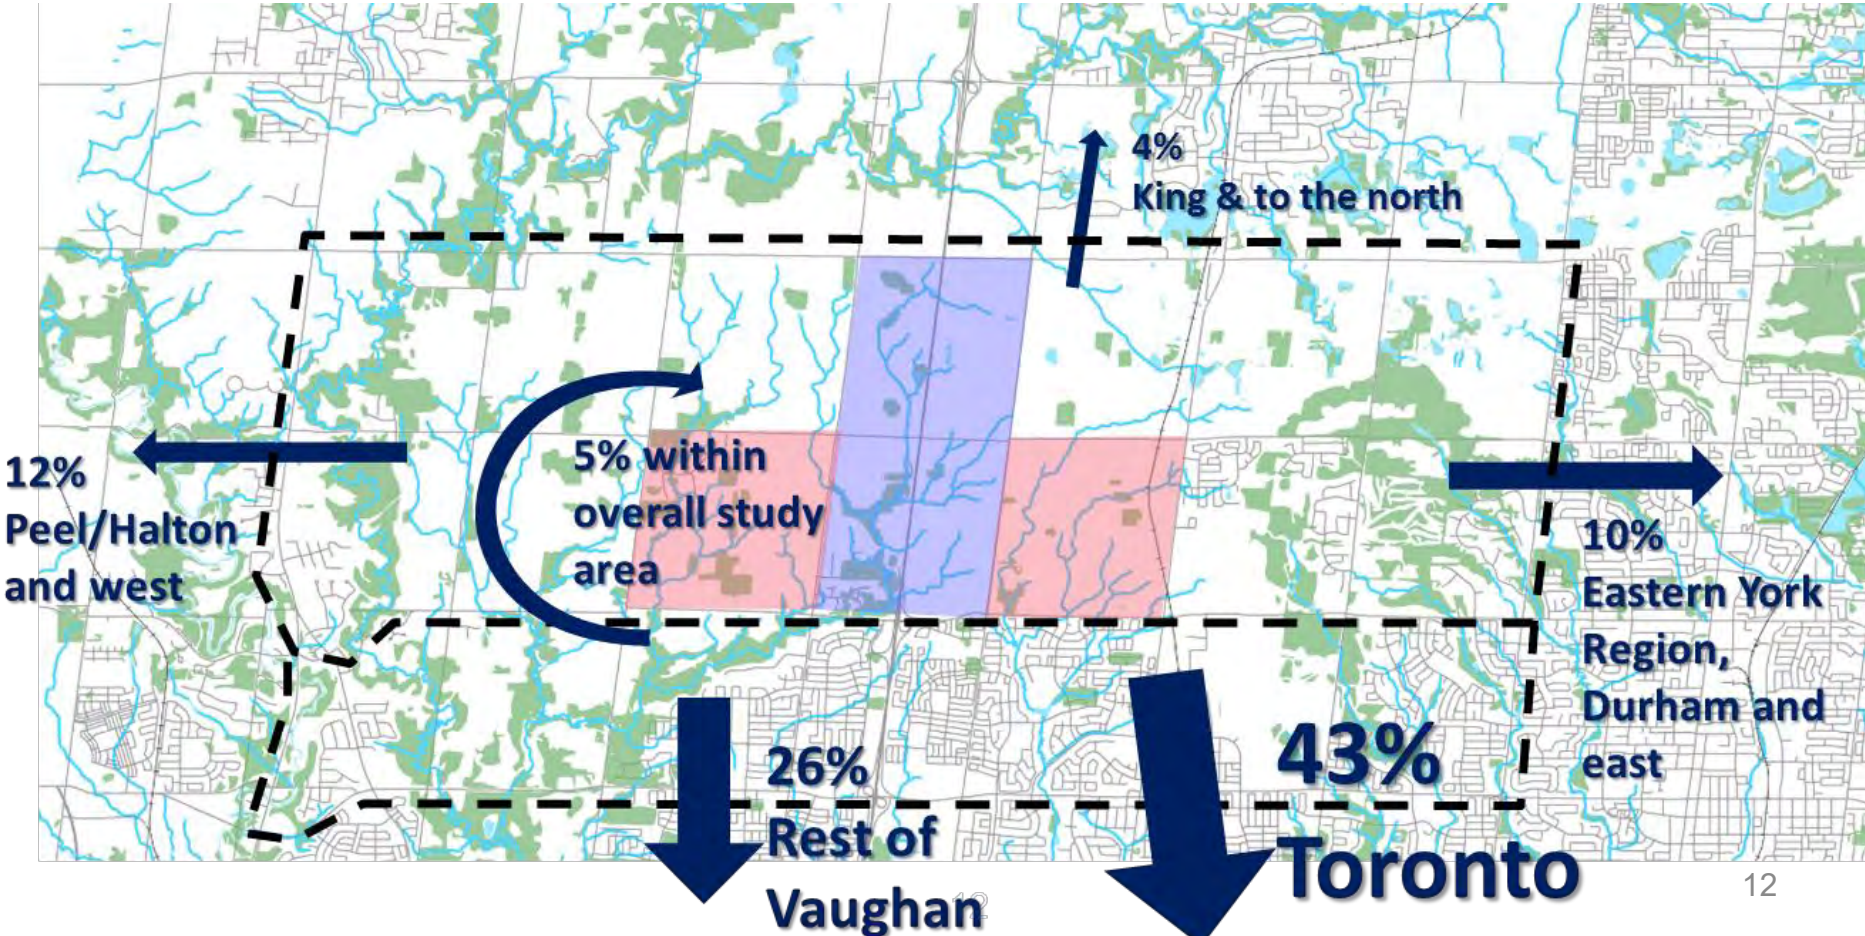 4%
King & to the north
12%
Peel/Halton
and west
5% within
overall study
area
10%
Eastern York
Region,
Durham and
east
26%
Rest of
Vaughan
43%
Toronto
12
12